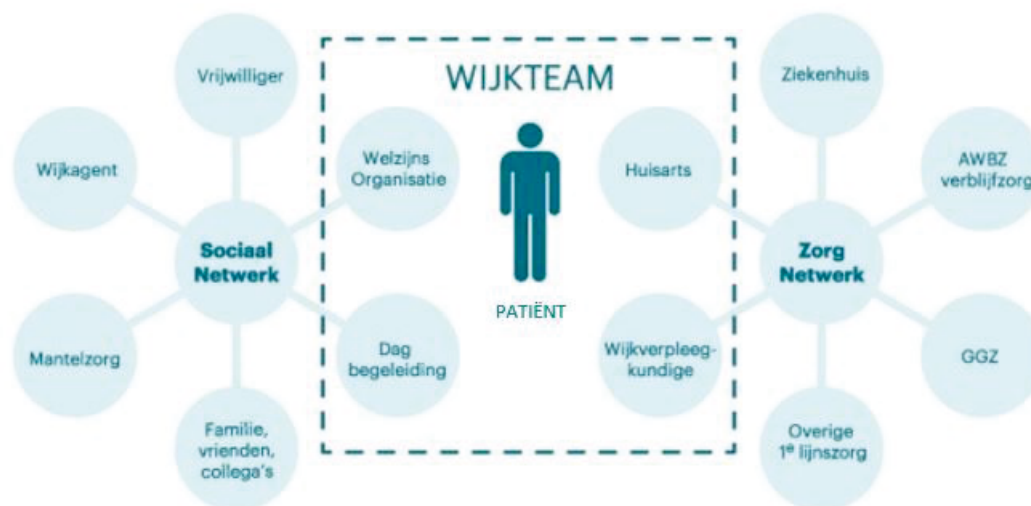 WIJKTEAM
Vrijwilliger
Wijkagent
Welzijns
Organisatie
Sociaal
Netwerk
Mantelzorg
Dag
begeleiding
Familie,
vrienden,
collega's
PATIËNT
Ziekenhuis
Huisarts
AWBZ
verblijfzorg
Zorg
Netwerk
Wijkverpleeg-
kundige
GGZ
Overige
1e lijnszorg